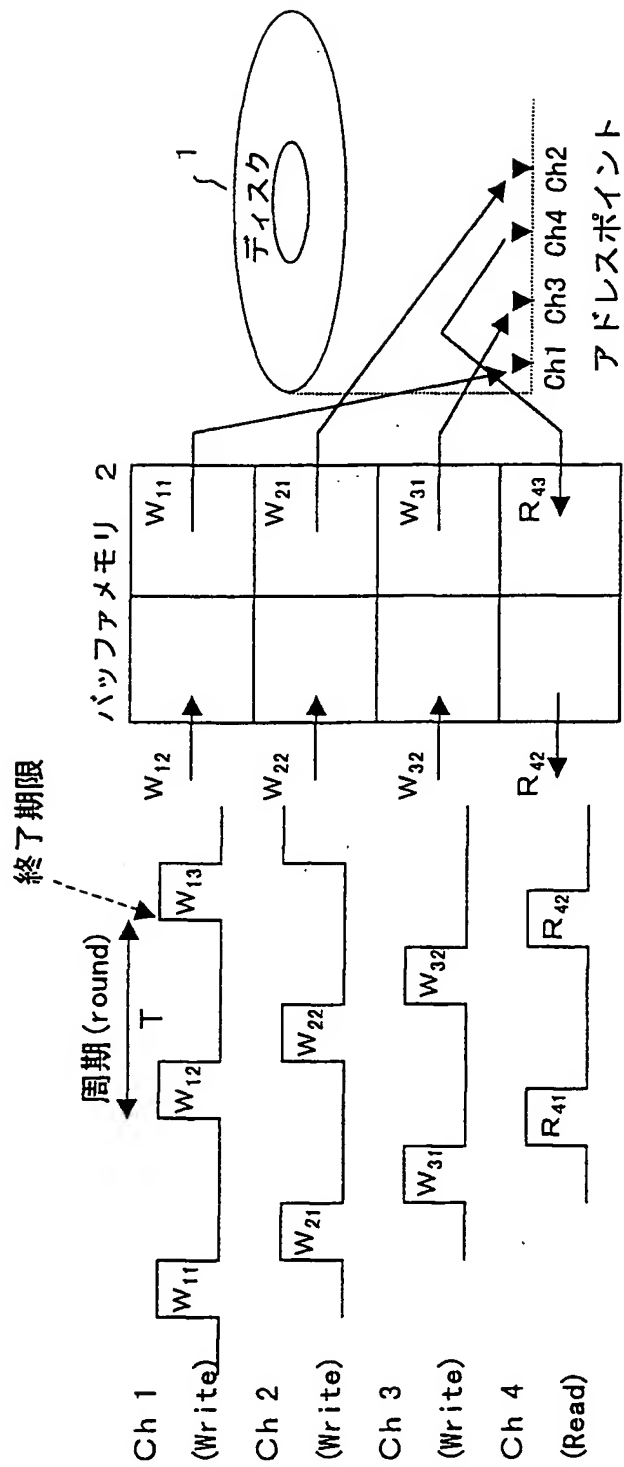 終了期限
周期(round)
T
バッファメモリ 2
ディスク
1
Ch 1
(Write)
W11
W12
W13
W12
W11
Ch 2
(Write)
W21
W22
W22
W21
Ch 3
(Write)
W31
W32
W32
W31
Ch 4
(Read)
R41
R42
R42
R43
Ch1 Ch3 Ch4 Ch2
アドレスポイント